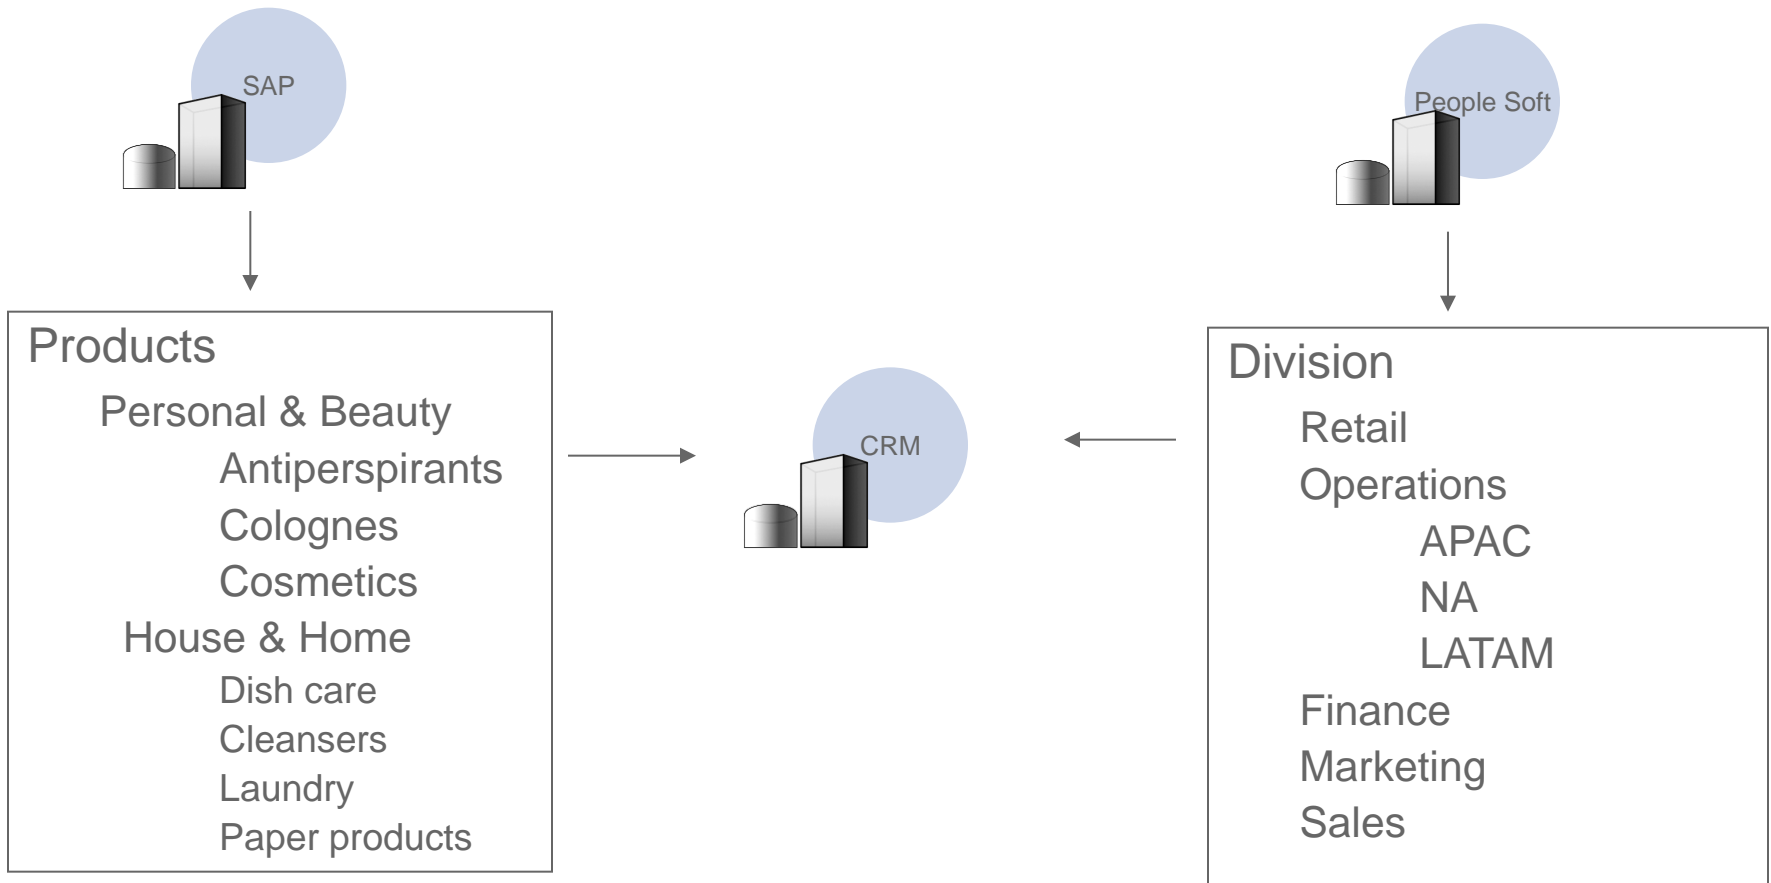 SAP
People Soft
Products
Personal & Beauty
Antiperspirants
Colognes
Cosmetics
House & Home
Dish care
Cleansers
Laundry
Paper products
CRM
Division
Retail
Operations
APAC
NA
LATAM
Finance
Marketing
Sales